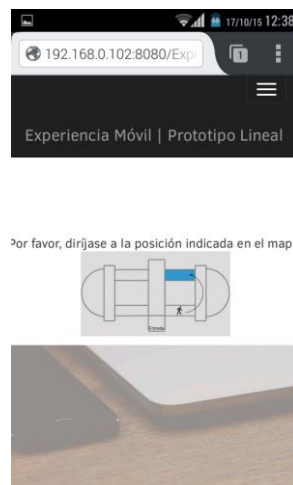 17/10/15 12:38
192.168.0.102:8080/Exp
1
Experiencia Móvil | Prototipo Lineal
Por favor, diríjase a la posición indicada en el map
Entrada